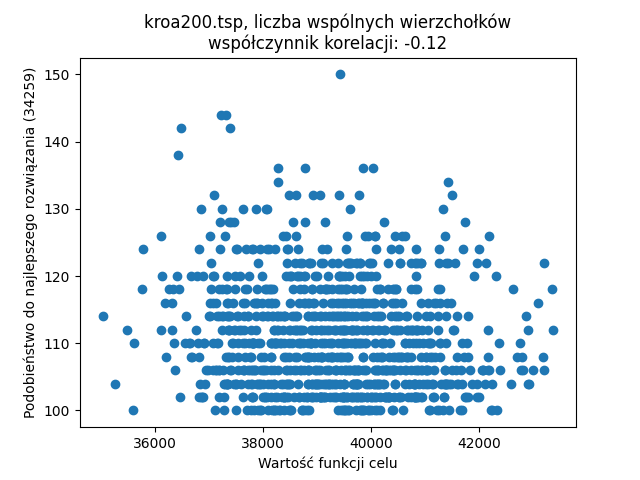 kroa200.tsp, liczba wspólnych wierzchołków
współczynnik korelacji: -0.12
Podobieństwo do najlepszego rozwiązania (34259)
150
140
130
120
110
100
36000
38000
40000
42000
Wartość funkcji celu